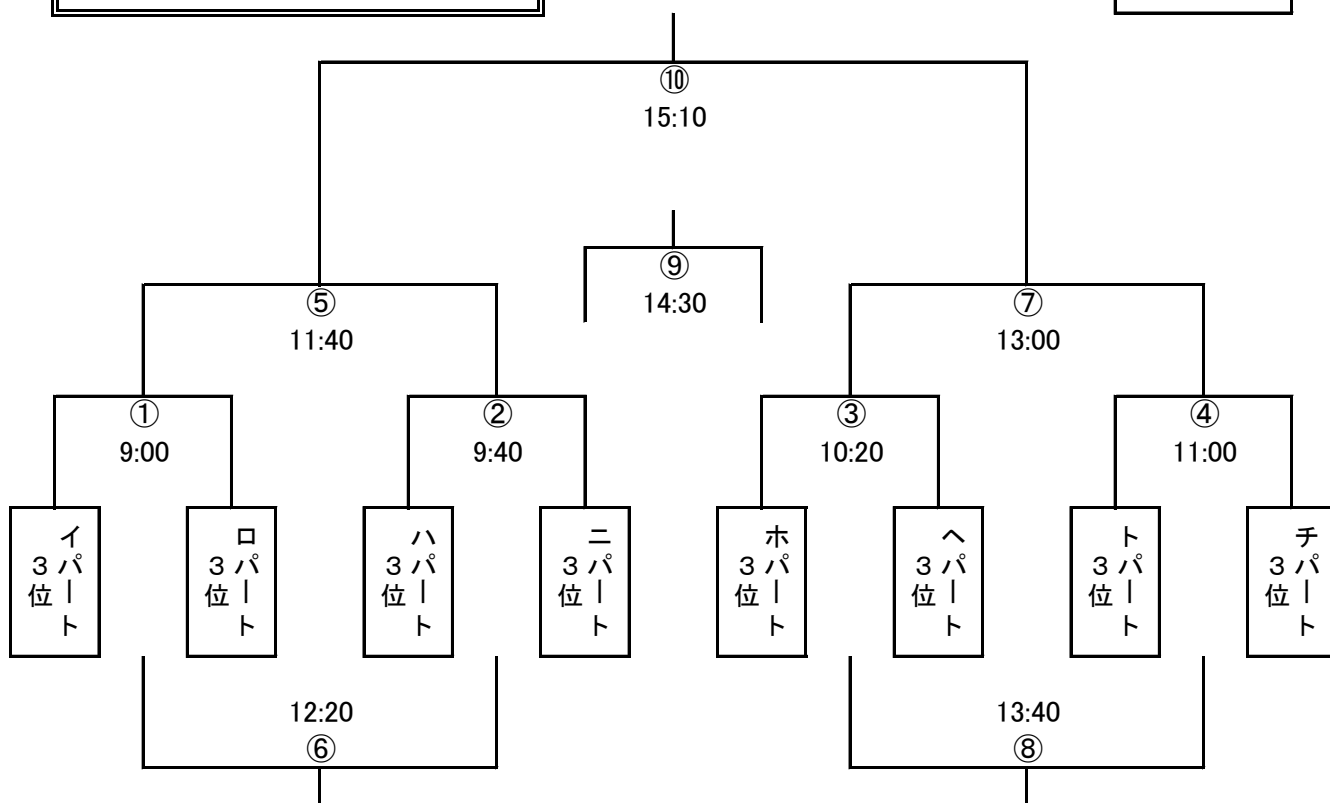 ⑩
15:10
⑨
14:30
⑤
11:40
⑦
13:00
①
9:00
②
9:40
③
10:20
④
11:00
イパート
３位
ロパート
３位
ハパート
３位
ニパート
３位
ホパート
３位
ヘパート
３位
トパート
３位
チパート
３位
12:20
⑥
13:40
⑧